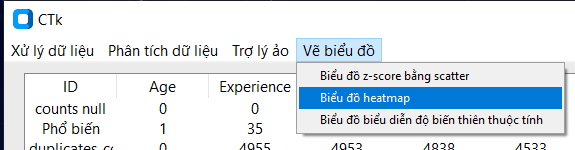 CTk
Xử lý dữ liệu Phân tích dữ liệu Trợ lý ảo Vẽ biểu đồ
Biểu đồ z-score bằng scatter
Biểu đồ heatmap
Biểu đồ biểu diễn độ biến thiên thuộc tính
ID Age Experience
counts null 0 0
Phổ biến 1 35
0 4955 4953 4838 4533